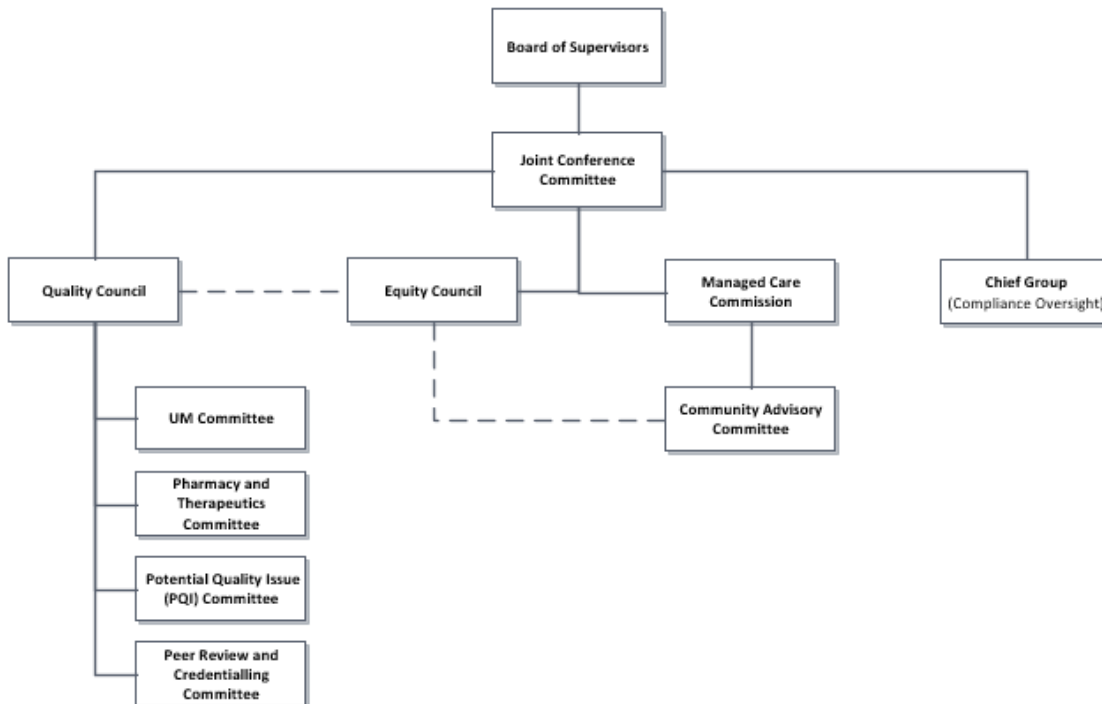 Board of Supervisors
Joint Conference
Committee
Quality Council
Equity Council
Managed Care
Commission
Chief Group
(Compliance Oversight)
UM Committee
Community Advisory
Committee
Pharmacy and
Therapeutics
Committee
Potential Quality Issue
(PQI) Committee
Peer Review and
Credentialling
Committee